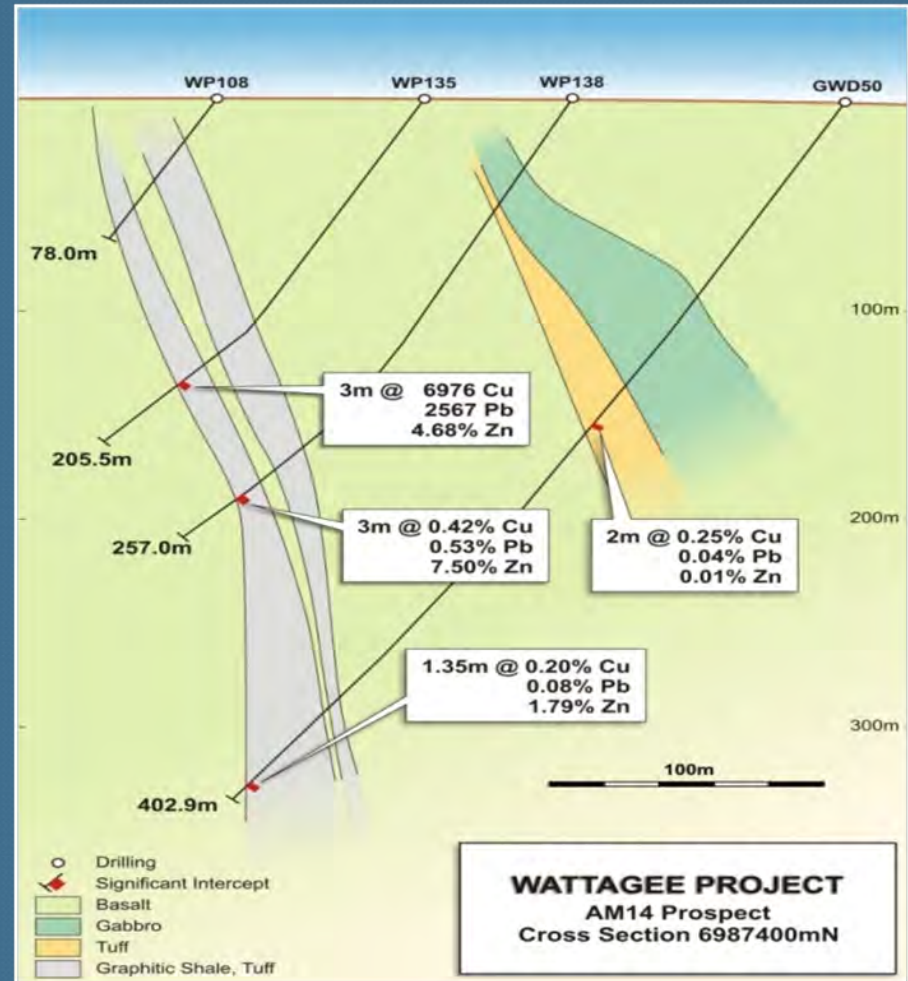 WP108
WP135
WP138
GWD50
78.0m
100m
3m @ 6976 Cu
2567 Pb
4.68% Zn
205.5m
200m
3m @ 0.42% Cu
0.53% Pb
7.50% Zn
257.0m
2m @ 0.25% Cu
0.04% Pb
0.01% Zn
1.35m @ 0.20% Cu
0.08% Pb
1.79% Zn
300m
100m
402.9m
Drilling
Significant Intercept
Basalt
Gabbro
Tuff
Graphitic Shale, Tuff
WATTAGEE PROJECT
AM14 Prospect
Cross Section 6987400mN